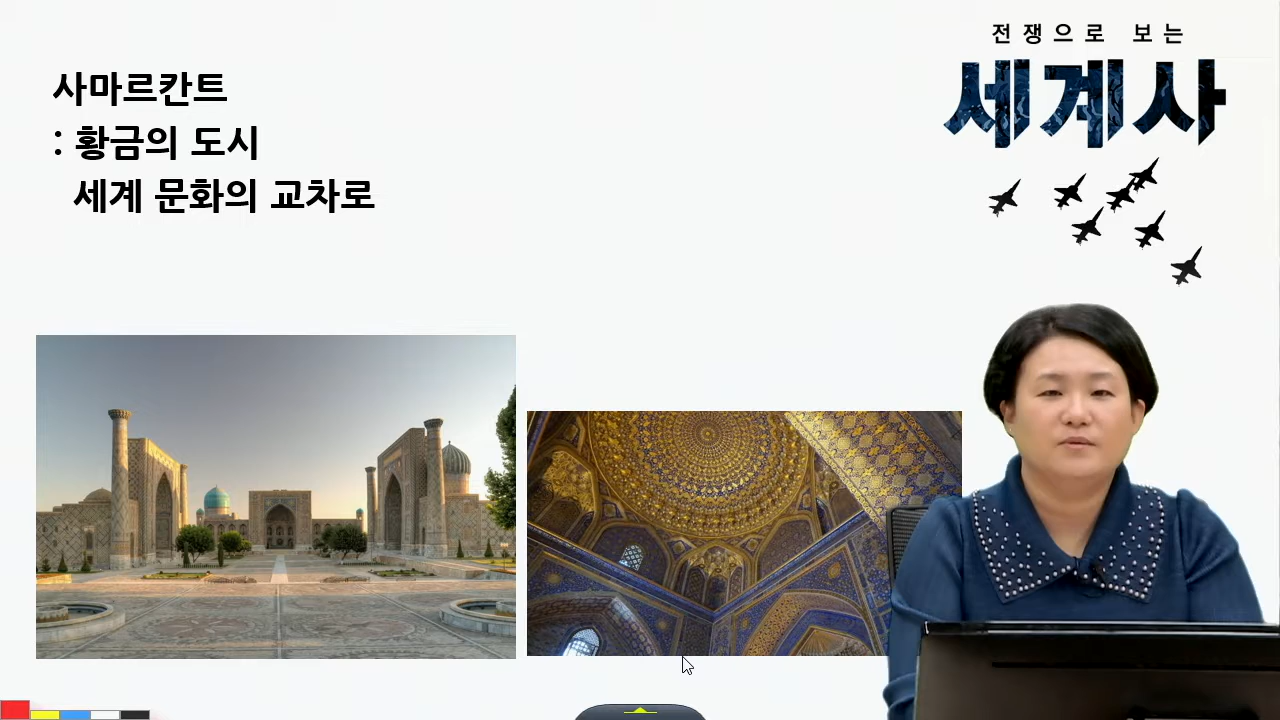 사마르칸트
: 황금의 도시
세계 문화의 교차로
전쟁으로 보는
세계사